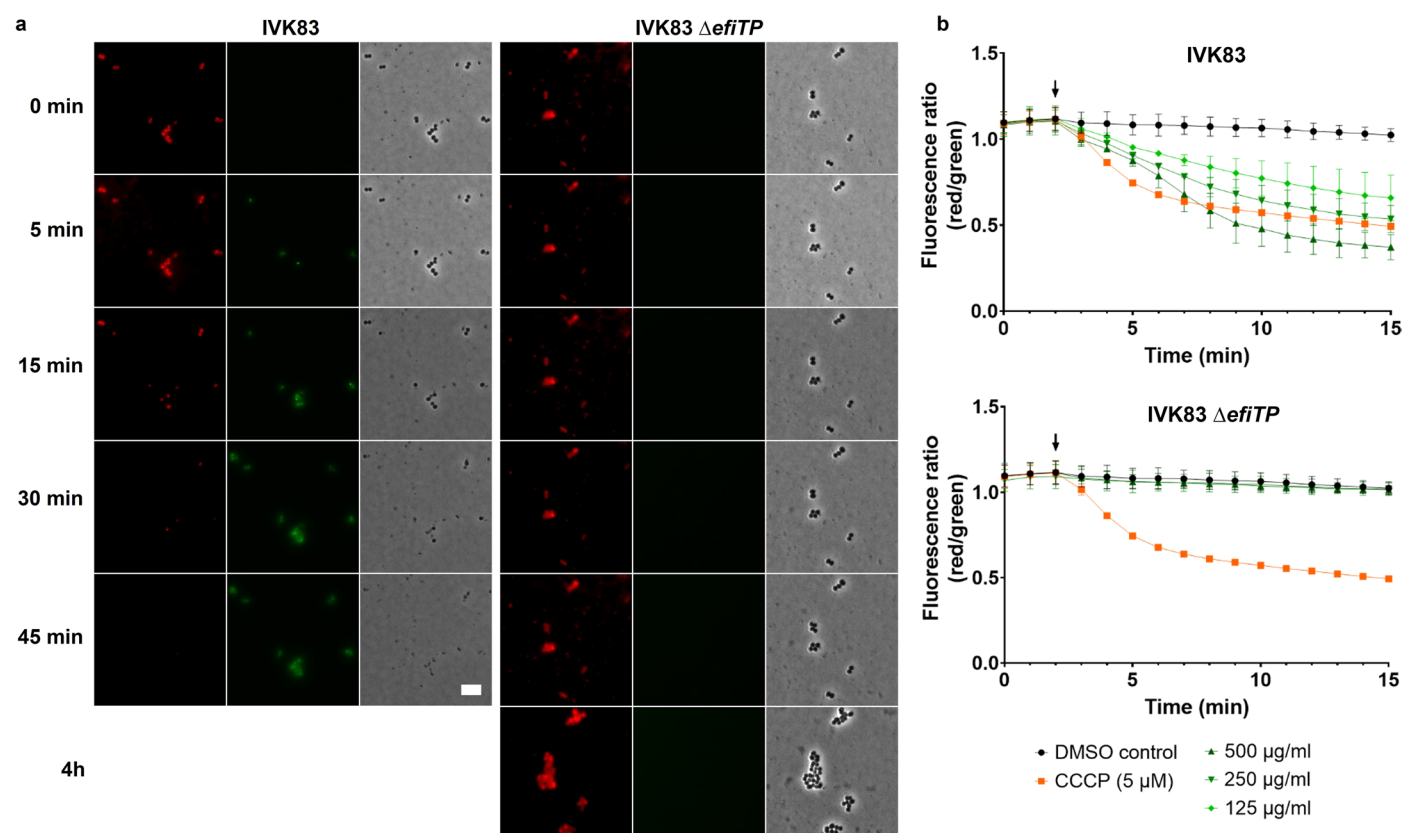 a
IVK83
IVK83 ΔefiTP
0 min
5 min
15 min
30 min
45 min
4h
b
IVK83
Fluorescence ratio
(red/green)
1.5
1.0
0.5
0.0
0 5 10 15
Time (min)
IVK83 ΔefiTP
Fluorescence ratio
(red/green)
1.5
1.0
0.5
0.0
0 5 10 15
Time (min)
DMSO control
CCCP (5 µM)
500 µg/ml
250 µg/ml
125 µg/ml